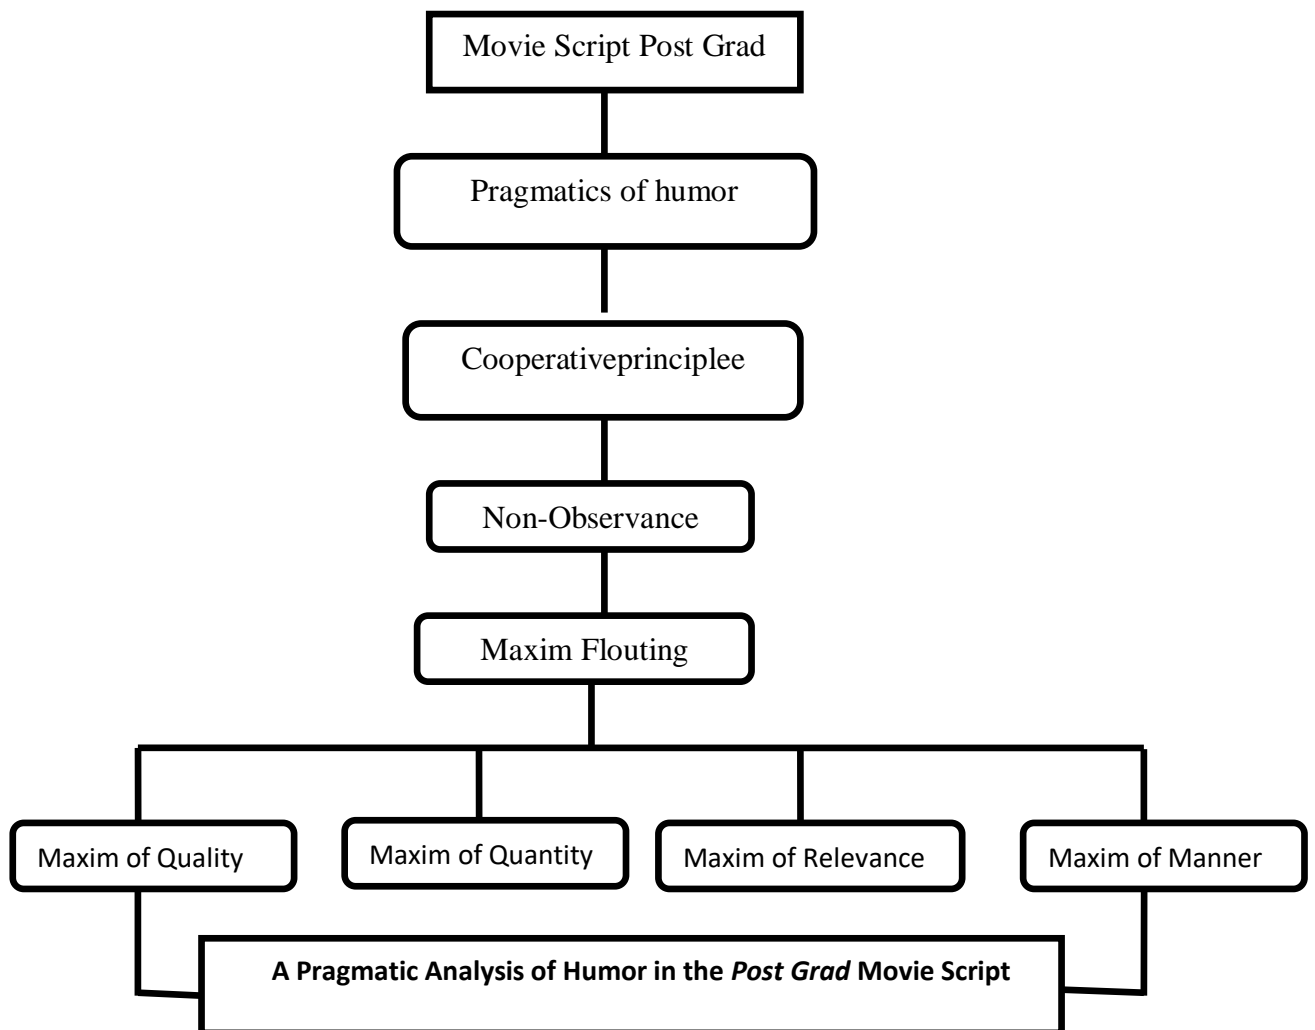 Movie Script Post Grad
Pragmatics of humor
Cooperativeprinciplee
Non-Observance
Maxim Flouting
Maxim of Quality
Maxim of Quantity
Maxim of Relevance
Maxim of Manner
A Pragmatic Analysis of Humor in the Post Grad Movie Script